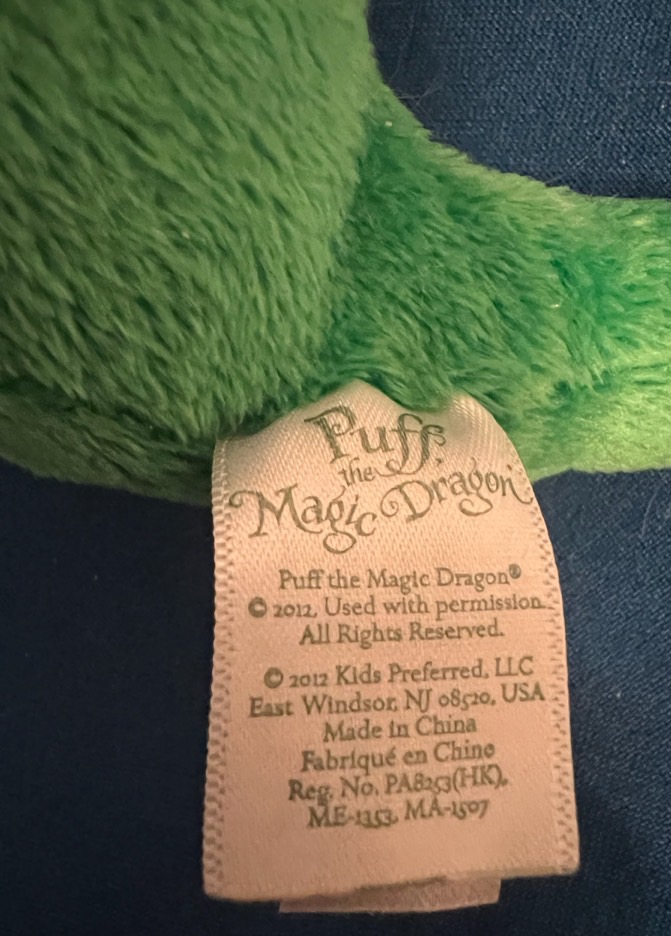 Puff,
the
Magic Dragon
Puff the Magic Dragon®
© 2012, Used with permission.
All Rights Reserved.
© 2012 Kids Preferred, LLC
East Windsor, NJ 08520, USA
Made in China
Fabriqué en Chine
Reg. No. PA8253(HK),
ME-1353, MA-1507